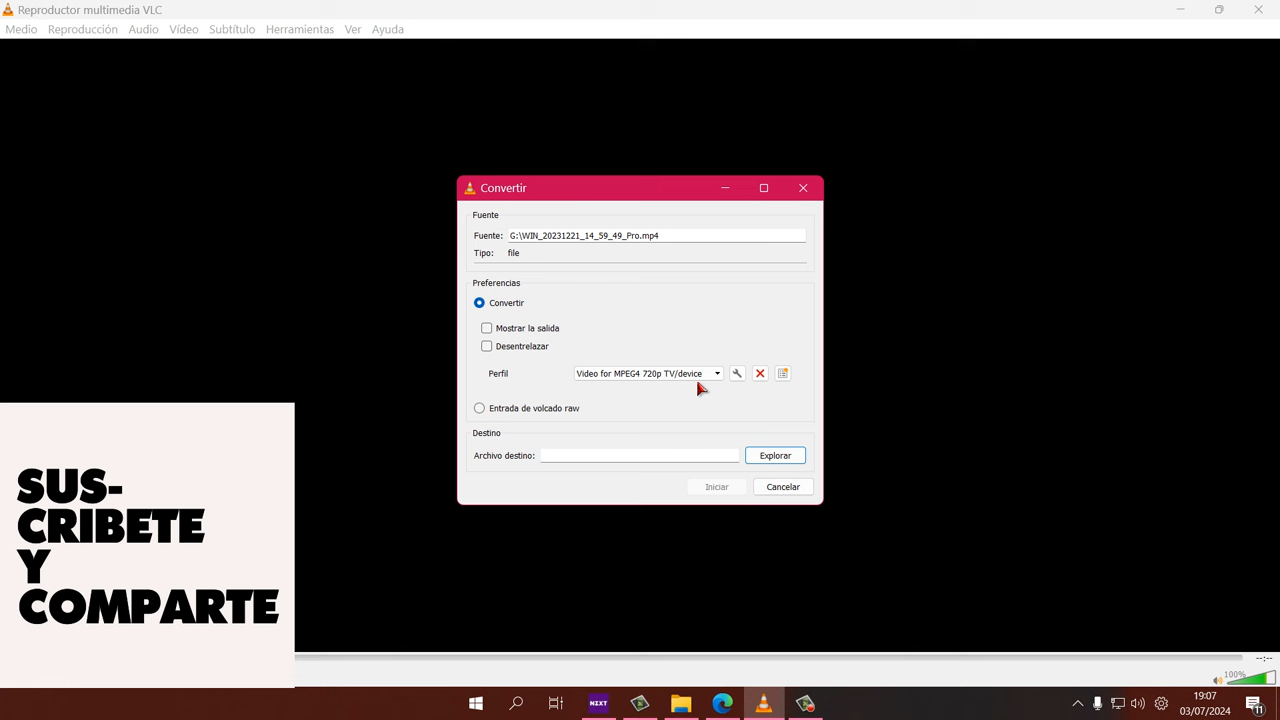 Reproductor multimedia VLC
Medio Reproducción Audio Vídeo Subtítulo Herramientas Ver Ayuda
Convertir
Fuente
Fuente: G:\WIN_20231221_14_59_49_Pro.mp4
Tipo: file
Preferencias
Convertir
Mostrar la salida
Desentrelazar
Perfil Video for MPEG4 720p TV/device
Entrada de volcado raw
Destino
Archivo destino: Explorar
Iniciar Cancelar
SUS-
CRIBETE
Y
COMPARTE
--:--
100%
NZXT
19:07
03/07/2024
11